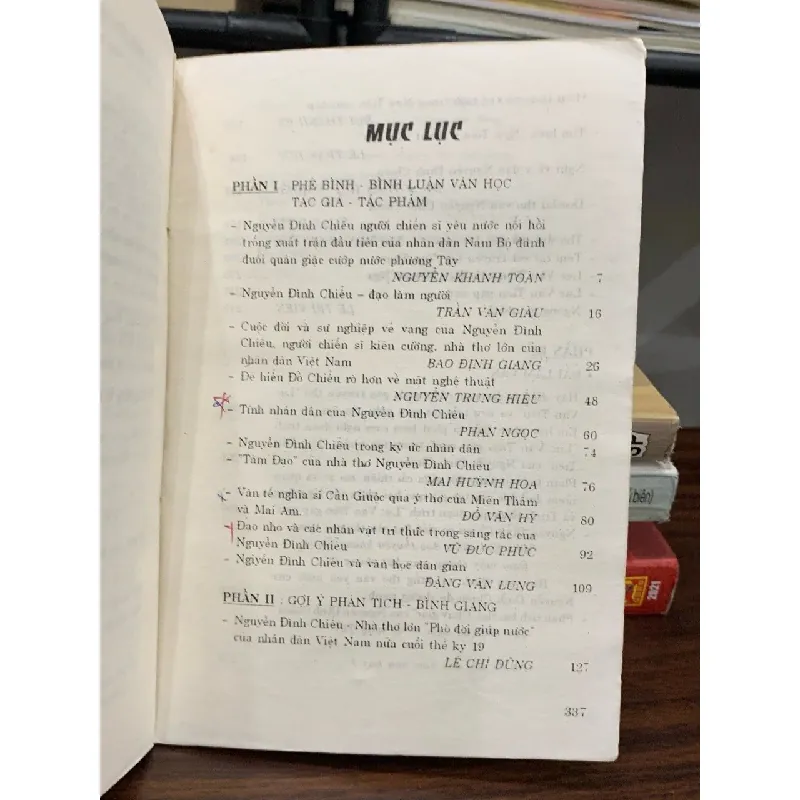 MỤC LỤC
PHẦN I : PHÊ BÌNH - BÌNH LUẬN VĂN HỌC
TÁC GIẢ - TÁC PHẨM
- Nguyễn Đình Chiểu người chiến sĩ yêu nước nổi hồi
trống xuất trận đầu tiên của nhân dân Nam Bộ đánh
đuổi quân giặc cướp nước phương Tây
NGUYỄN KHÁNH TOÀN 7
- Nguyễn Đình Chiểu – đạo làm người
TRẦN VĂN GIÀU 16
- Cuộc đời và sự nghiệp vẻ vang của Nguyễn Đình
Chiểu, người chiến sĩ kiên cường, nhà thơ lớn của
nhân dân Việt Nam BẢO ĐỊNH GIANG 26
- Để hiểu Đồ Chiểu rõ hơn về mặt nghệ thuật
NGUYỄN TRUNG HIẾU 48
- Tính nhân dân của Nguyễn Đình Chiểu
PHAN NGỌC 60
- Nguyễn Đình Chiểu trong ký ức nhân dân 74
- "Tâm Đạo" của nhà thơ Nguyễn Đình Chiểu
MAI HUỲNH HOA 76
- Văn tế nghĩa sĩ Cần Giuộc qua ý thơ của Miên Thẩm
và Mai Am. ĐỖ VĂN HỶ 80
- Đạo nho và các nhân vật trí thức trong sáng tác của
Nguyễn Đình Chiểu VŨ ĐỨC PHÚC 92
- Ngiyễn Đình Chiểu và văn học dân gian
ĐẶNG VĂN LUNG 109
PHẦN II : GỢI Ý PHÂN TÍCH - BÌNH GIẢNG
- Nguyễn Đình Chiểu - Nhà thơ lớn "Phò đời giúp nước"
của nhân dân Việt Nam nửa cuối thế kỷ 19
LÊ CHÍ DŨNG 127
337
2021